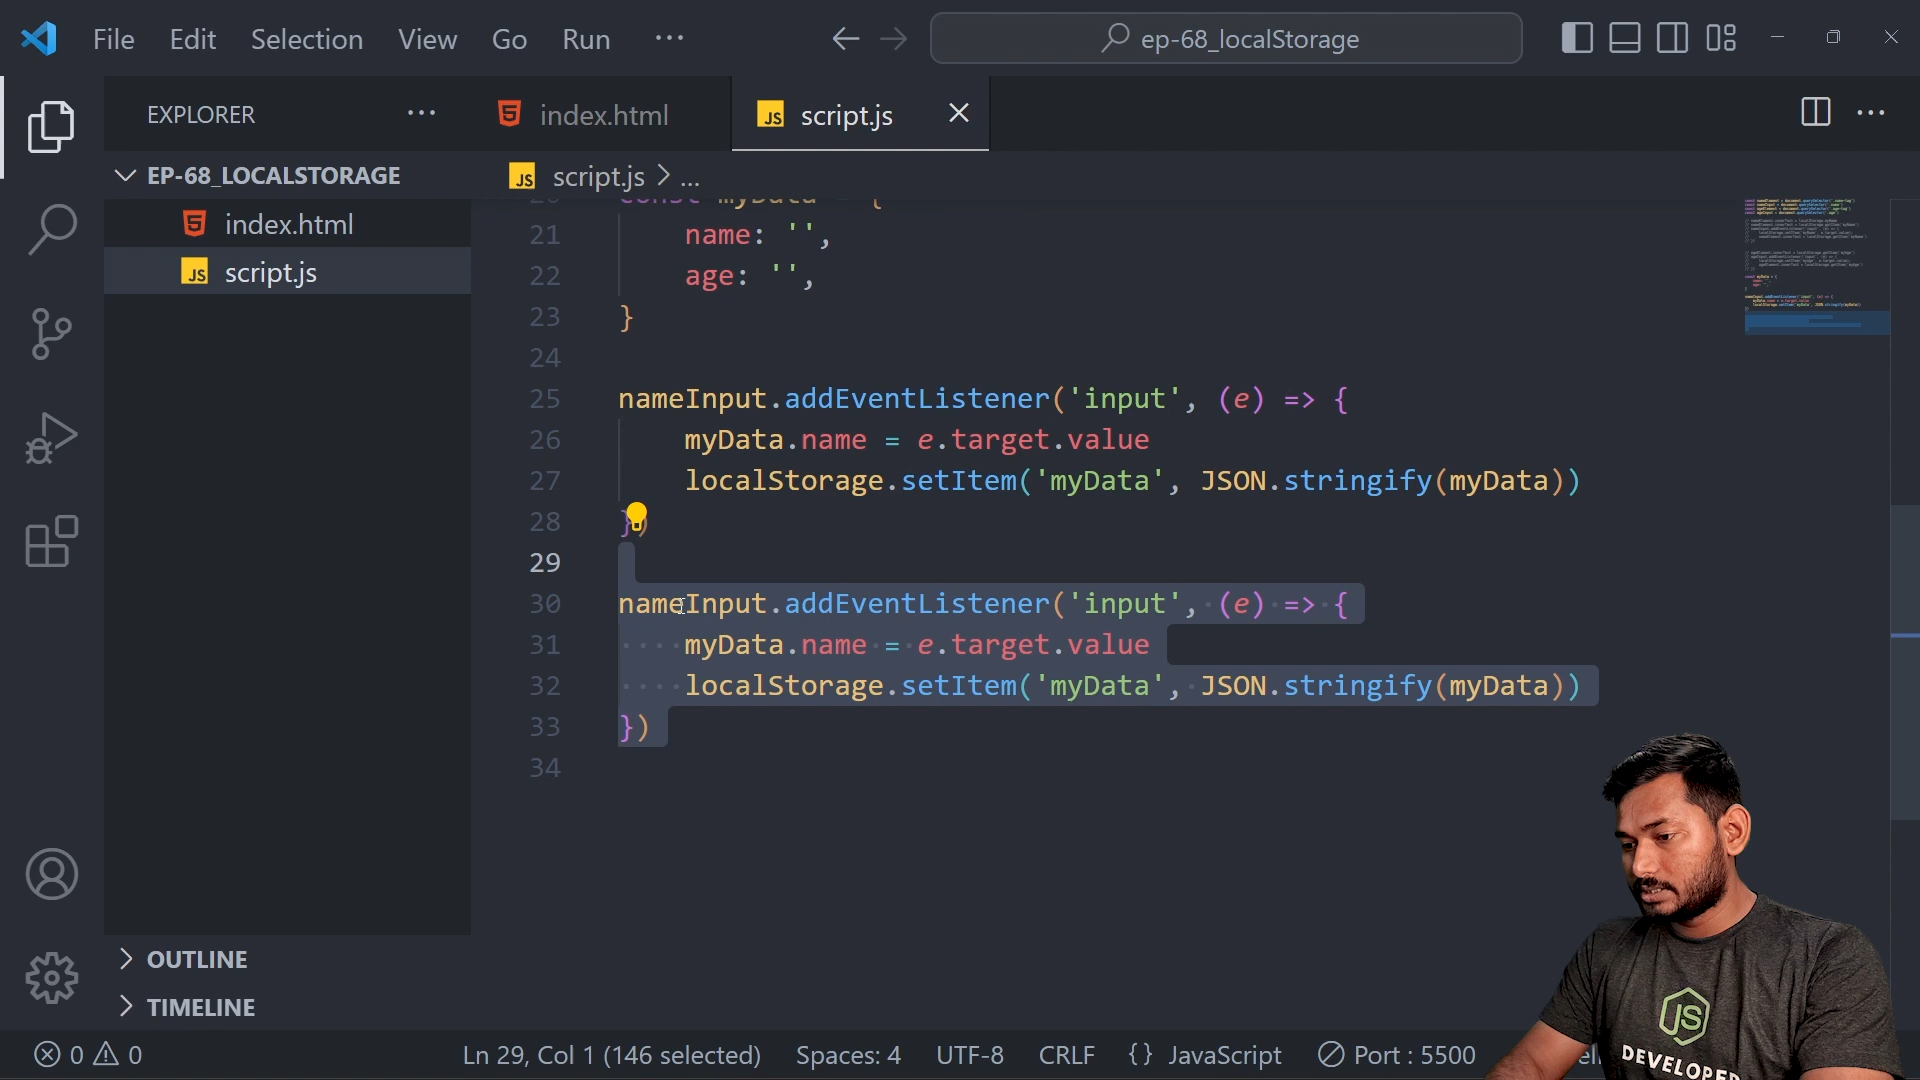 File Edit Selection View Go Run ... ep-68_localStorage
EXPLORER ... index.html script.js
EP-68_LOCALSTORAGE
script.js > ...
index.html
script.js
21 name: '',
22 age: '',
23 }
24
25 nameInput.addEventListener('input', (e) => {
26 myData.name = e.target.value
27 localStorage.setItem('myData', JSON.stringify(myData))
28 })
29
30 nameInput.addEventListener('input', (e) => {
31 myData.name = e.target.value
32 localStorage.setItem('myData', JSON.stringify(myData))
33 })
34
OUTLINE
TIMELINE
0 0 Ln 29, Col 1 (146 selected) Spaces: 4 UTF-8 CRLF {} JavaScript Port : 5500
JS
DEVELOPER